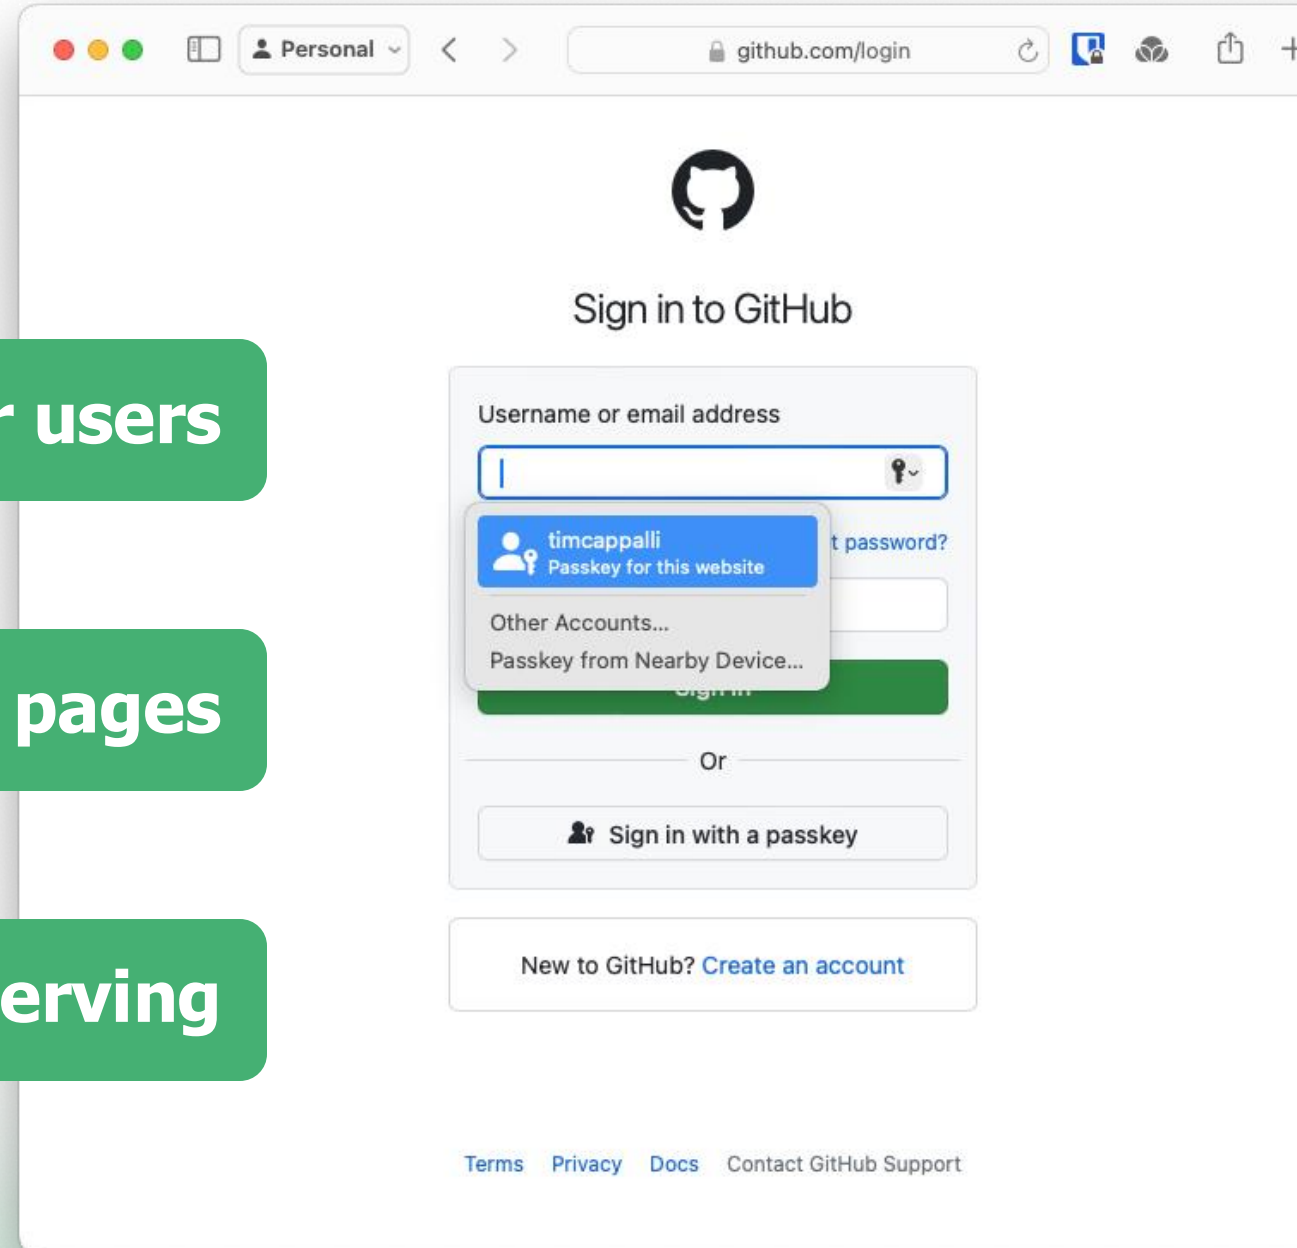 Personal
github.com/login
Sign in to GitHub
Username or email address
timcappalli
Passkey for this website
t password?
Other Accounts...
Passkey from Nearby Device...
Sign in
Or
Sign in with a passkey
New to GitHub? Create an account
Terms Privacy Docs Contact GitHub Support
r users
pages
erving